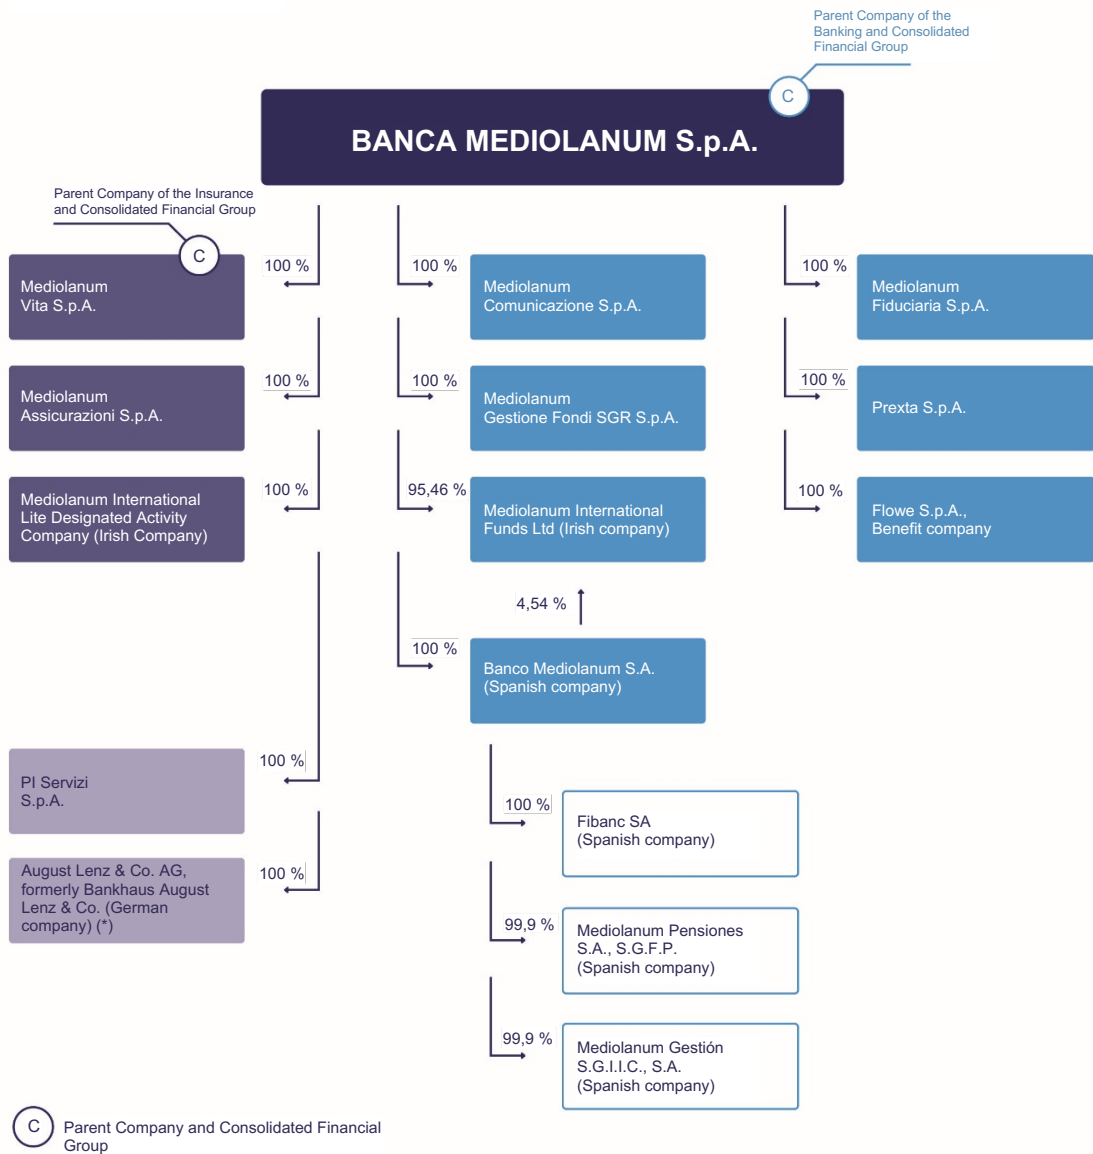 Parent Company of the
Banking and Consolidated
Financial Group
C
BANCA MEDIOLANUM S.p.A.
Parent Company of the Insurance
and Consolidated Financial Group
C
100 %
Mediolanum
Vita S.p.A.
100 %
Mediolanum
Comunicazione S.p.A.
100 %
Mediolanum
Fiduciaria S.p.A.
100 %
Mediolanum
Assicurazioni S.p.A.
100 %
Mediolanum
Gestione Fondi SGR S.p.A.
100 %
Prexta S.p.A.
100 %
Mediolanum International
Lite Designated Activity
Company (Irish Company)
95,46 %
Mediolanum International
Funds Ltd (Irish company)
100 %
Flowe S.p.A.,
Benefit company
4,54 %
100 %
Banco Mediolanum S.A.
(Spanish company)
100 %
PI Servizi
S.p.A.
100 %
Fibanc SA
(Spanish company)
100 %
August Lenz & Co. AG,
formerly Bankhaus August
Lenz & Co. (German
company) (*)
99,9 %
Mediolanum Pensiones
S.A., S.G.F.P.
(Spanish company)
99,9 %
Mediolanum Gestión
S.G.I.I.C., S.A.
(Spanish company)
C
Parent Company and Consolidated Financial
Group